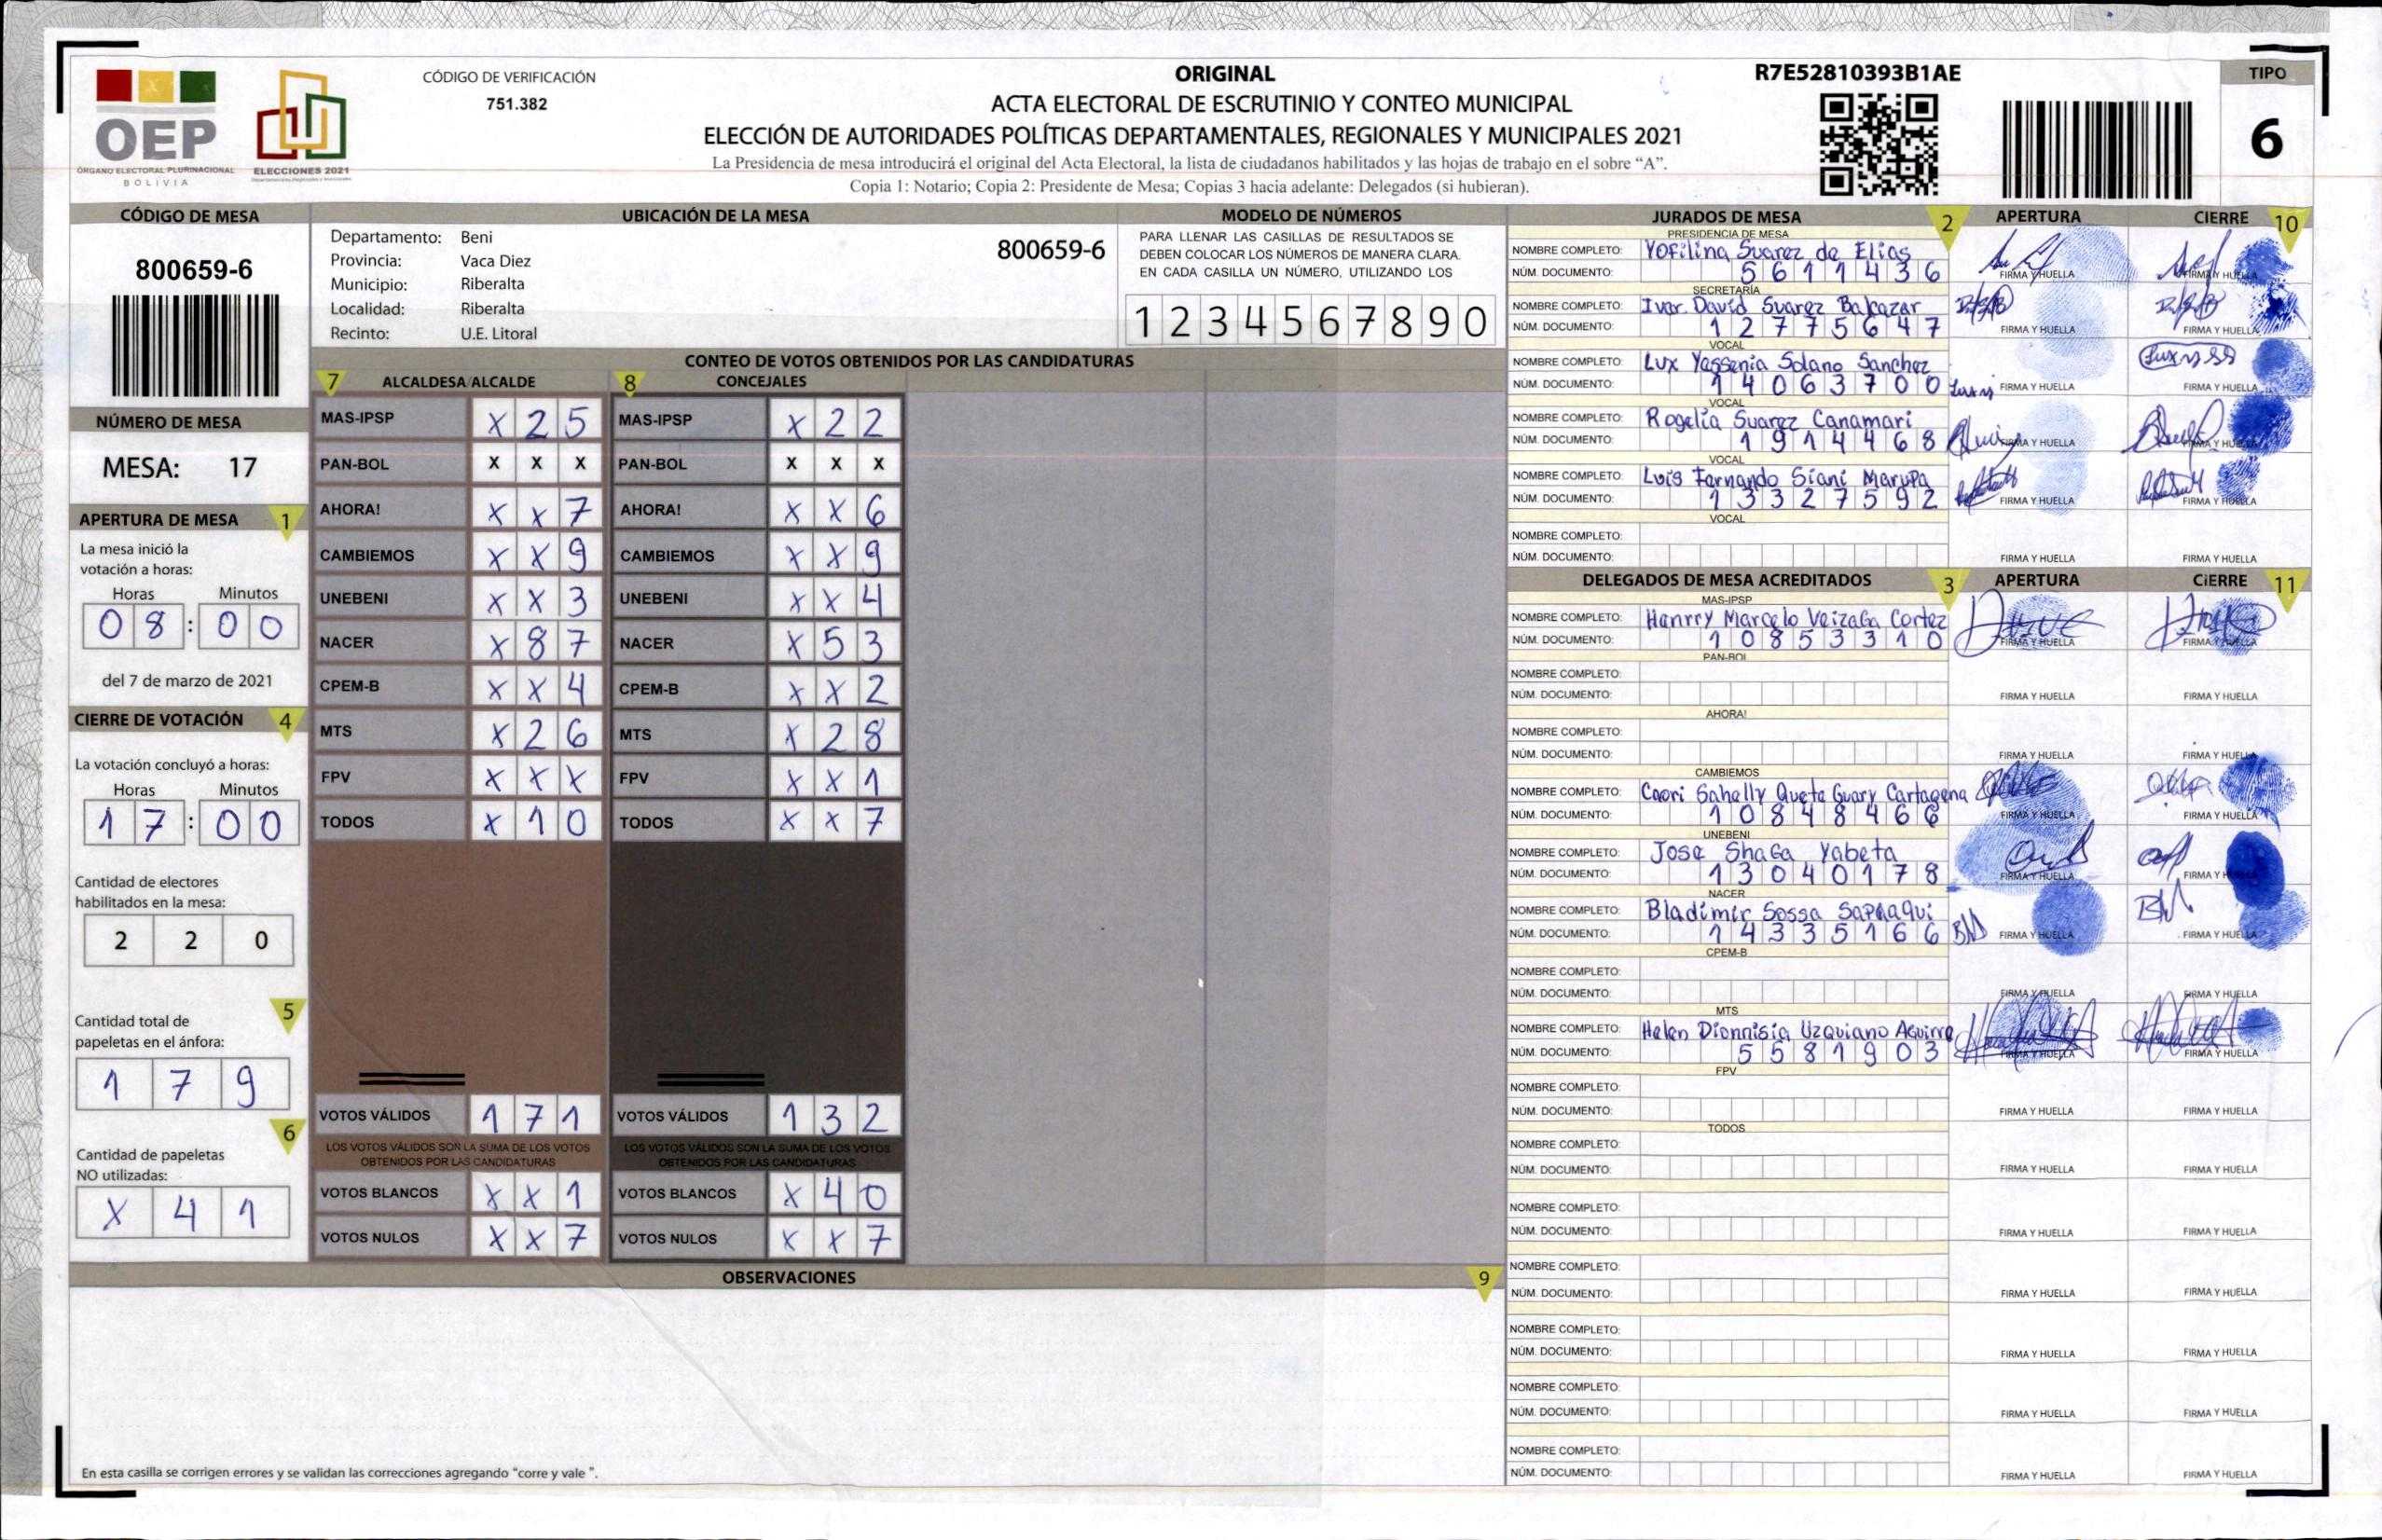 OEP
ÓRGANO ELECTORAL PLURINACIONAL
BOLIVIA
ELECCIONES 2021
CÓDIGO DE VERIFICACIÓN
751.382
ORIGINAL
ACTA ELECTORAL DE ESCRUTINIO Y CONTEO MUNICIPAL
ELECCIÓN DE AUTORIDADES POLÍTICAS DEPARTAMENTALES, REGIONALES Y MUNICIPALES 2021
La Presidencia de mesa introducirá el original del Acta Electoral, la lista de ciudadanos habilitados y las hojas de trabajo en el sobre “A”.
Copia 1: Notario; Copia 2: Presidente de Mesa; Copias 3 hacia adelante: Delegados (si hubieran).
R7E52810393B1AE
TIPO
6
CÓDIGO DE MESA
800659-6
NÚMERO DE MESA
MESA: 17
APERTURA DE MESA 1
La mesa inició la
votación a horas:
Horas Minutos
0 8 : 0 0
del 7 de marzo de 2021
CIERRE DE VOTACIÓN 4
La votación concluyó a horas:
Horas Minutos
1 7 : 0 0
Cantidad de electores
habilitados en la mesa:
2 2 0
5
Cantidad total de
papeletas en el ánfora:
1 7 9
6
Cantidad de papeletas
NO utilizadas:
X 4 1
UBICACIÓN DE LA MESA
Departamento: Beni
Provincia: Vaca Diez
Municipio: Riberalta
Localidad: Riberalta
Recinto: U.E. Litoral
800659-6
MODELO DE NÚMEROS
PARA LLENAR LAS CASILLAS DE RESULTADOS SE
DEBEN COLOCAR LOS NÚMEROS DE MANERA CLARA.
EN CADA CASILLA UN NÚMERO, UTILIZANDO LOS
1 2 3 4 5 6 7 8 9 0
CONTEO DE VOTOS OBTENIDOS POR LAS CANDIDATURAS
7 ALCALDESA/ALCALDE
MAS-IPSP X 2 5
PAN-BOL X X X
AHORA! X X 7
CAMBIEMOS X X 9
UNEBENI X X 3
NACER X 8 7
CPEM-B X X 4
MTS X 2 6
FPV X X X
TODOS X 1 0
VOTOS VÁLIDOS 1 7 1
LOS VOTOS VÁLIDOS SON LA SUMA DE LOS VOTOS
OBTENIDOS POR LAS CANDIDATURAS
VOTOS BLANCOS X X 1
VOTOS NULOS X X 7
8 CONCEJALES
MAS-IPSP X 2 2
PAN-BOL X X X
AHORA! X X 6
CAMBIEMOS X X 9
UNEBENI X X 4
NACER X 5 3
CPEM-B X X 2
MTS X 2 8
FPV X X 1
TODOS X X 7
VOTOS VÁLIDOS 1 3 2
LOS VOTOS VÁLIDOS SON LA SUMA DE LOS VOTOS
OBTENIDOS POR LAS CANDIDATURAS
VOTOS BLANCOS X 4 0
VOTOS NULOS X X 7
OBSERVACIONES 9
En esta casilla se corrigen errores y se validan las correcciones agregando “corre y vale ”.
JURADOS DE MESA 2 APERTURA CIERRE 10
PRESIDENCIA DE MESA
NOMBRE COMPLETO: Yofilina Suarez de Elias
NÚM. DOCUMENTO: 5611436 FIRMA Y HUELLA FIRMA Y HUELLA
SECRETARÍA
NOMBRE COMPLETO: Ivar David Suarez Balcazar
NÚM. DOCUMENTO: 12775647 FIRMA Y HUELLA FIRMA Y HUELLA
VOCAL
NOMBRE COMPLETO: Lux Yessenia Solano Sanchez
NÚM. DOCUMENTO: 14063700 FIRMA Y HUELLA FIRMA Y HUELLA
VOCAL
NOMBRE COMPLETO: Rogelia Suarez Canamari
NÚM. DOCUMENTO: 1914468 FIRMA Y HUELLA FIRMA Y HUELLA
VOCAL
NOMBRE COMPLETO: Luis Fernando Siani Marupa
NÚM. DOCUMENTO: 13327592 FIRMA Y HUELLA FIRMA Y HUELLA
VOCAL
NOMBRE COMPLETO:
NÚM. DOCUMENTO: FIRMA Y HUELLA FIRMA Y HUELLA
DELEGADOS DE MESA ACREDITADOS 3 APERTURA CIERRE 11
MAS-IPSP
NOMBRE COMPLETO: Hanrry Marcelo Veizaga Cortez
NÚM. DOCUMENTO: 10853310 FIRMA Y HUELLA FIRMA Y HUELLA
PAN-BOL
NOMBRE COMPLETO:
NÚM. DOCUMENTO: FIRMA Y HUELLA FIRMA Y HUELLA
AHORA!
NOMBRE COMPLETO:
NÚM. DOCUMENTO: FIRMA Y HUELLA FIRMA Y HUELLA
CAMBIEMOS
NOMBRE COMPLETO: Cartagena
NÚM. DOCUMENTO: 10848466 FIRMA Y HUELLA FIRMA Y HUELLA
UNEBENI
NOMBRE COMPLETO: Jose Yabeta
NÚM. DOCUMENTO: 13040178 FIRMA Y HUELLA FIRMA Y
NACER
NOMBRE COMPLETO: Bladimir Sossa
NÚM. DOCUMENTO: 14335166 FIRMA Y HUELLA FIRMA Y HUELLA
CPEM-B
NOMBRE COMPLETO:
NÚM. DOCUMENTO: FIRMA Y HUELLA FIRMA Y HUELLA
MTS
NOMBRE COMPLETO: Helen Dionnisia Uzquiano Aguirre
NÚM. DOCUMENTO: 5581903 FIRMA Y HUELLA FIRMA Y HUELLA
FPV
NOMBRE COMPLETO:
NÚM. DOCUMENTO: FIRMA Y HUELLA FIRMA Y HUELLA
TODOS
NOMBRE COMPLETO:
NÚM. DOCUMENTO: FIRMA Y HUELLA FIRMA Y HUELLA
NOMBRE COMPLETO:
NÚM. DOCUMENTO: FIRMA Y HUELLA FIRMA Y HUELLA
NOMBRE COMPLETO:
NÚM. DOCUMENTO: FIRMA Y HUELLA FIRMA Y HUELLA
NOMBRE COMPLETO:
NÚM. DOCUMENTO: FIRMA Y HUELLA FIRMA Y HUELLA
NOMBRE COMPLETO:
NÚM. DOCUMENTO: FIRMA Y HUELLA FIRMA Y HUELLA
NOMBRE COMPLETO:
NÚM. DOCUMENTO: FIRMA Y HUELLA FIRMA Y HUELLA